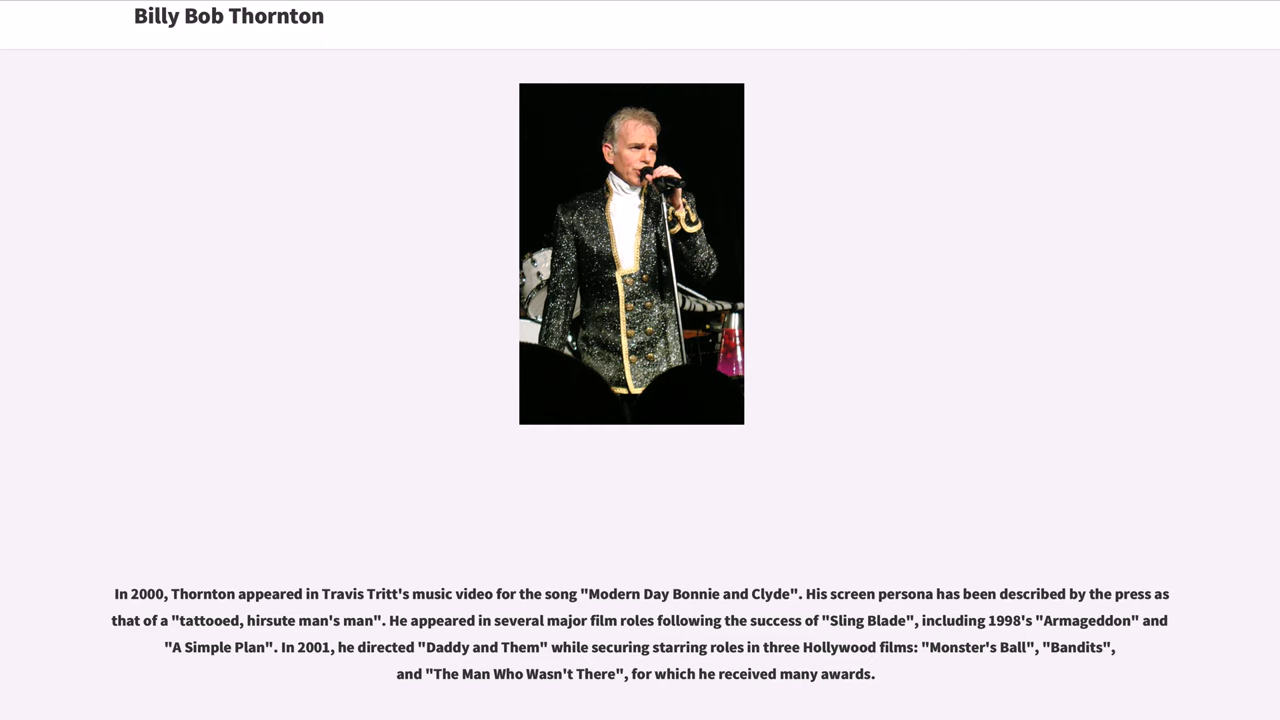 Billy Bob Thornton
In 2000, Thornton appeared in Travis Tritt's music video for the song "Modern Day Bonnie and Clyde". His screen persona has been described by the press as
that of a "tattooed, hirsute man's man". He appeared in several major film roles following the success of "Sling Blade", including 1998's "Armageddon" and
"A Simple Plan". In 2001, he directed "Daddy and Them" while securing starring roles in three Hollywood films: "Monster's Ball", "Bandits",
and "The Man Who Wasn't There", for which he received many awards.